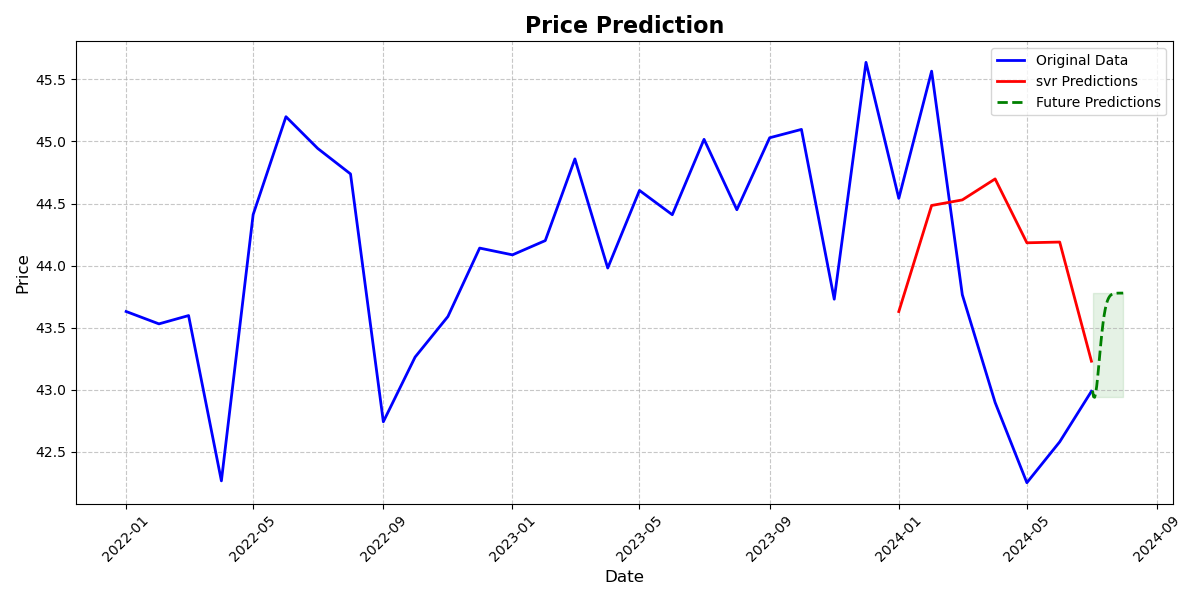 Price Prediction
Original Data
svr Predictions
Future Predictions
Price
45.5
45.0
44.5
44.0
43.5
43.0
42.5
2022-01
2022-05
2022-09
2023-01
2023-05
2023-09
2024-01
2024-05
2024-09
Date